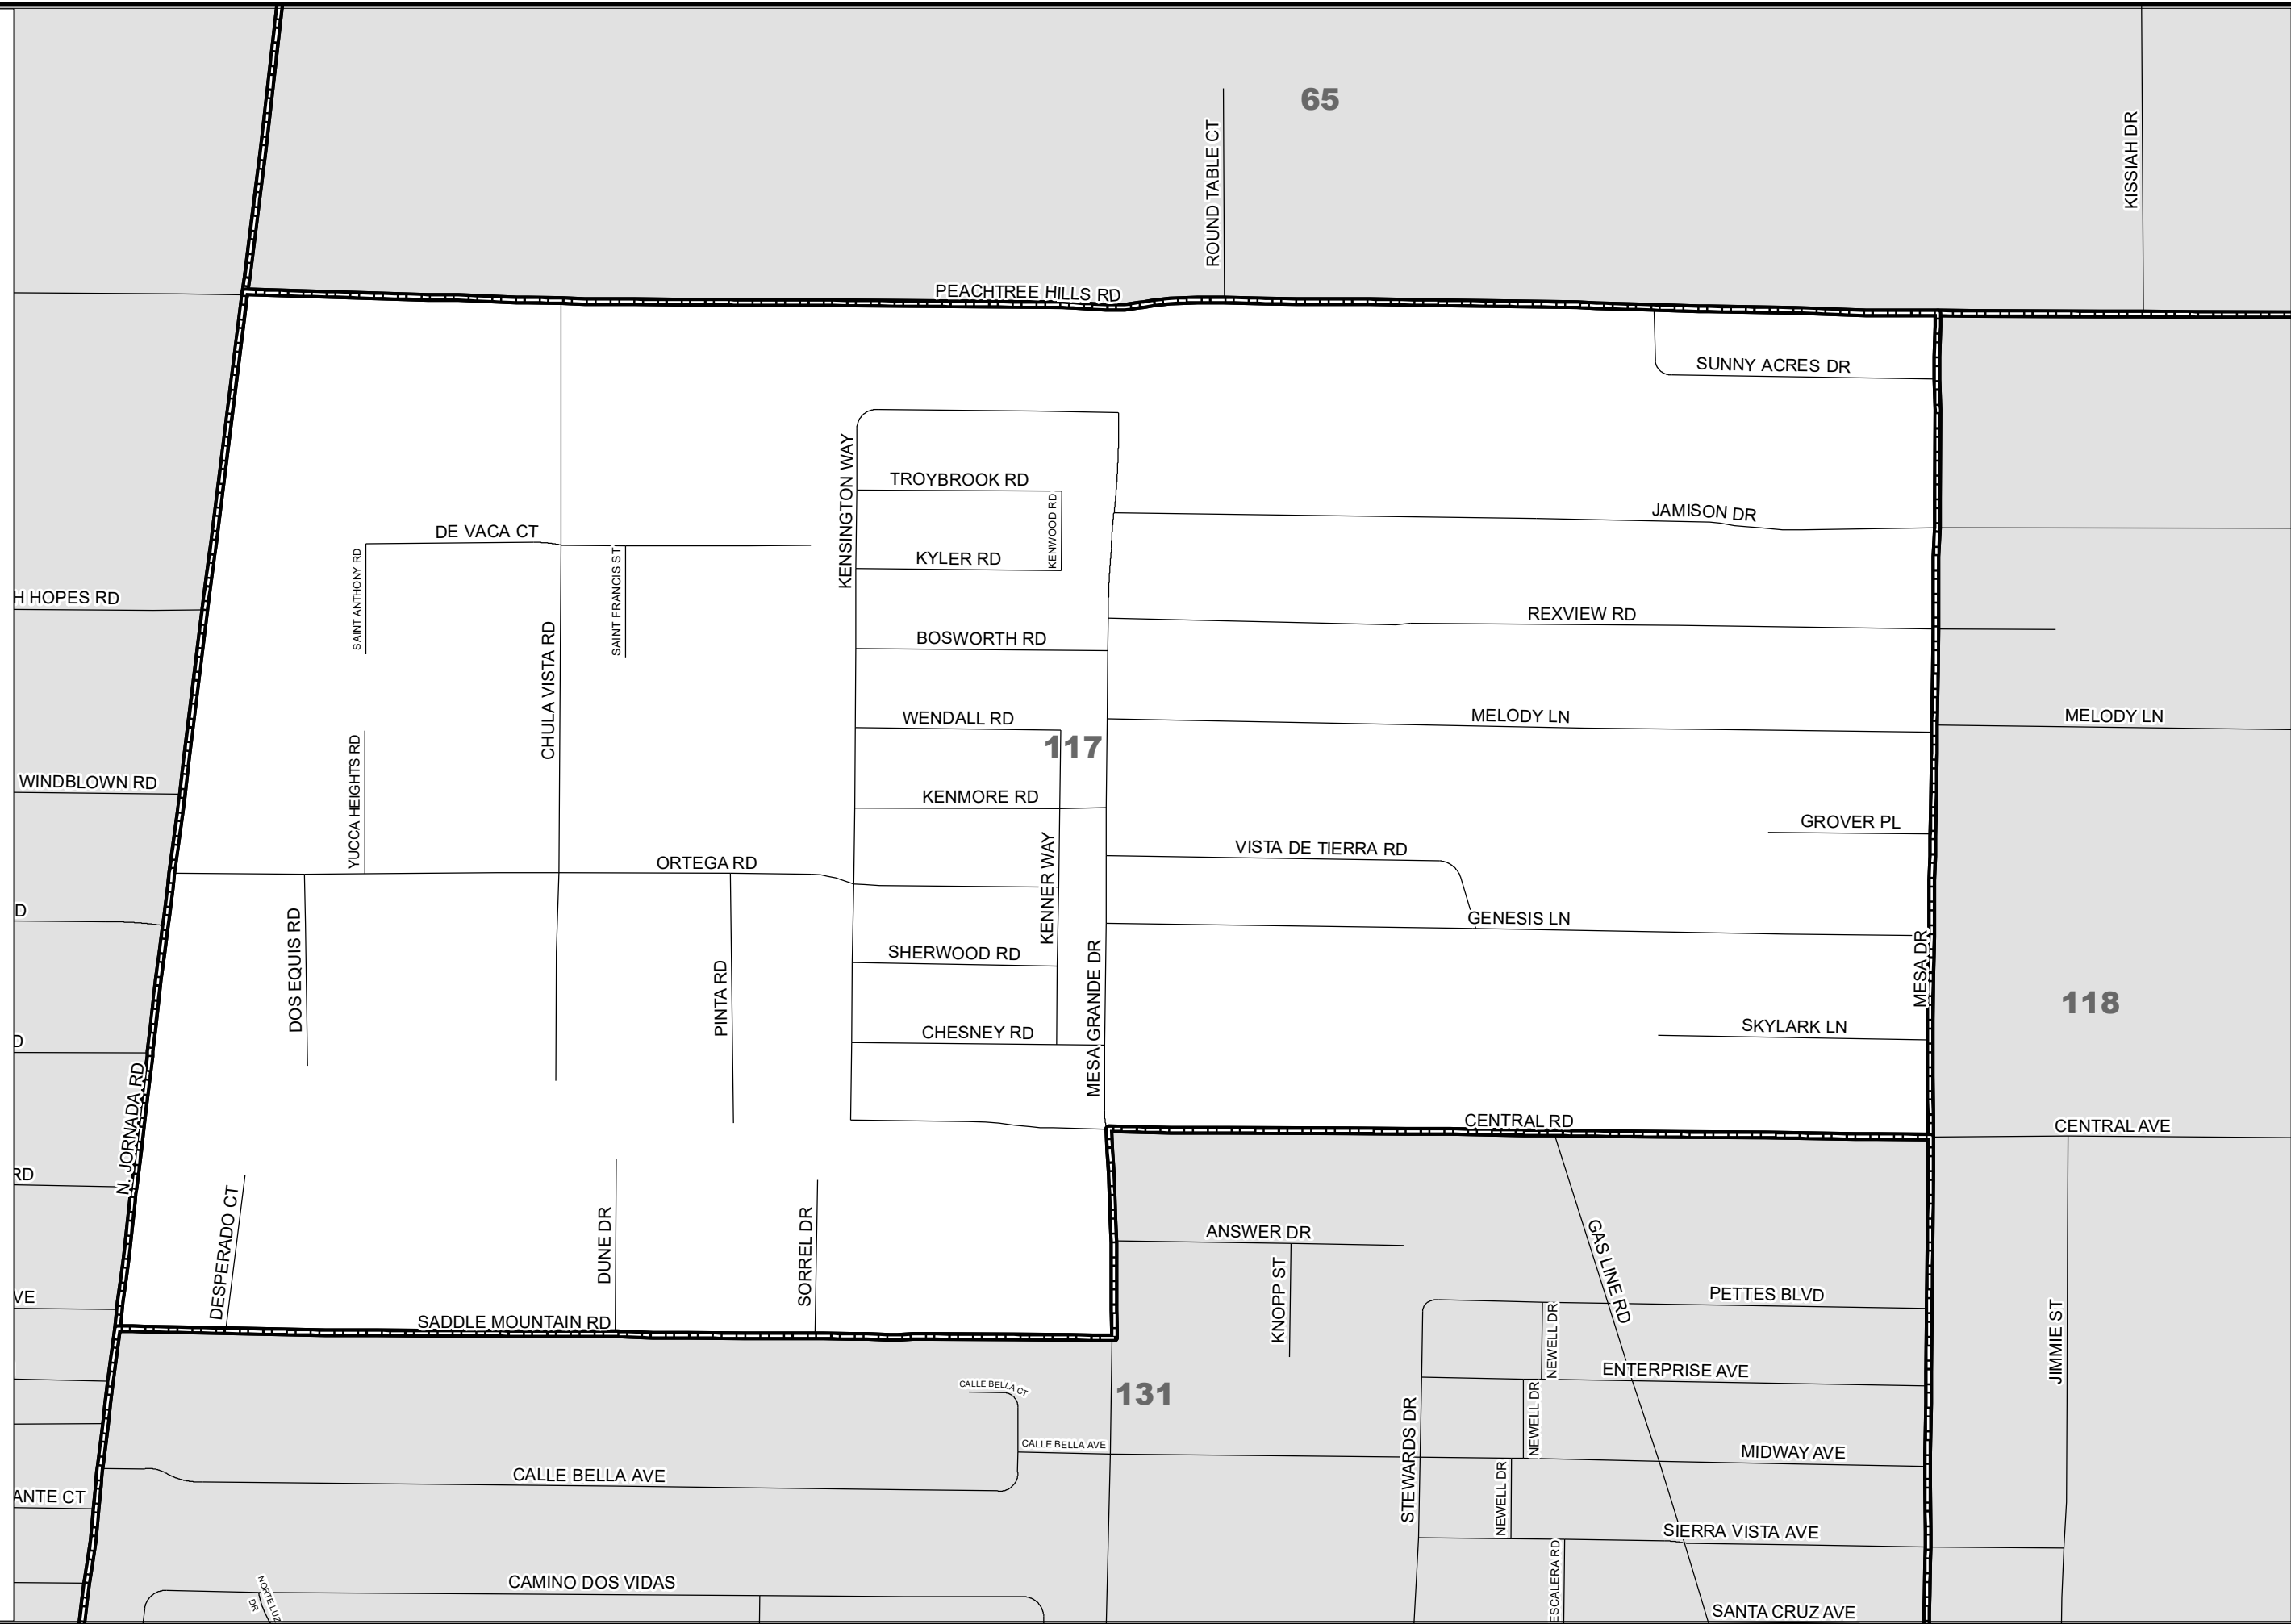 65
ROUND TABLE CT
KISSIAH DR
PEACHTREE HILLS RD
SUNNY ACRES DR
KENSINGTON WAY
TROYBROOK RD
KENWOOD RD
JAMISON DR
DE VACA CT
SAINT ANTHONY RD
SAINT FRANCIS ST
KYLER RD
H HOPES RD
REXVIEW RD
BOSWORTH RD
CHULA VISTA RD
WENDALL RD
MELODY LN
MELODY LN
117
YUCCA HEIGHTS RD
WINDBLOWN RD
KENMORE RD
GROVER PL
VISTA DE TIERRA RD
ORTEGA RD
KENNER WAY
D
DOS EQUIS RD
GENESIS LN
SHERWOOD RD
PINTA RD
MESA GRANDE DR
MESA DR
118
SKYLARK LN
CHESNEY RD
D
N. JORNADA RD
CENTRAL RD
CENTRAL AVE
RD
DESPERADO CT
DUNE DR
SORREL DR
ANSWER DR
KNOPP ST
GAS LINE RD
VE
PETTES BLVD
SADDLE MOUNTAIN RD
NEWELL DR
JIMMIE ST
ENTERPRISE AVE
CALLE BELLA CT
131
NEWELL DR
STEWARDS DR
CALLE BELLA AVE
MIDWAY AVE
CALLE BELLA AVE
ANTE CT
NEWELL DR
SIERRA VISTA AVE
ESCALERA RD
CAMINO DOS VIDAS
NORTE LUZ
DR
SANTA CRUZ AVE